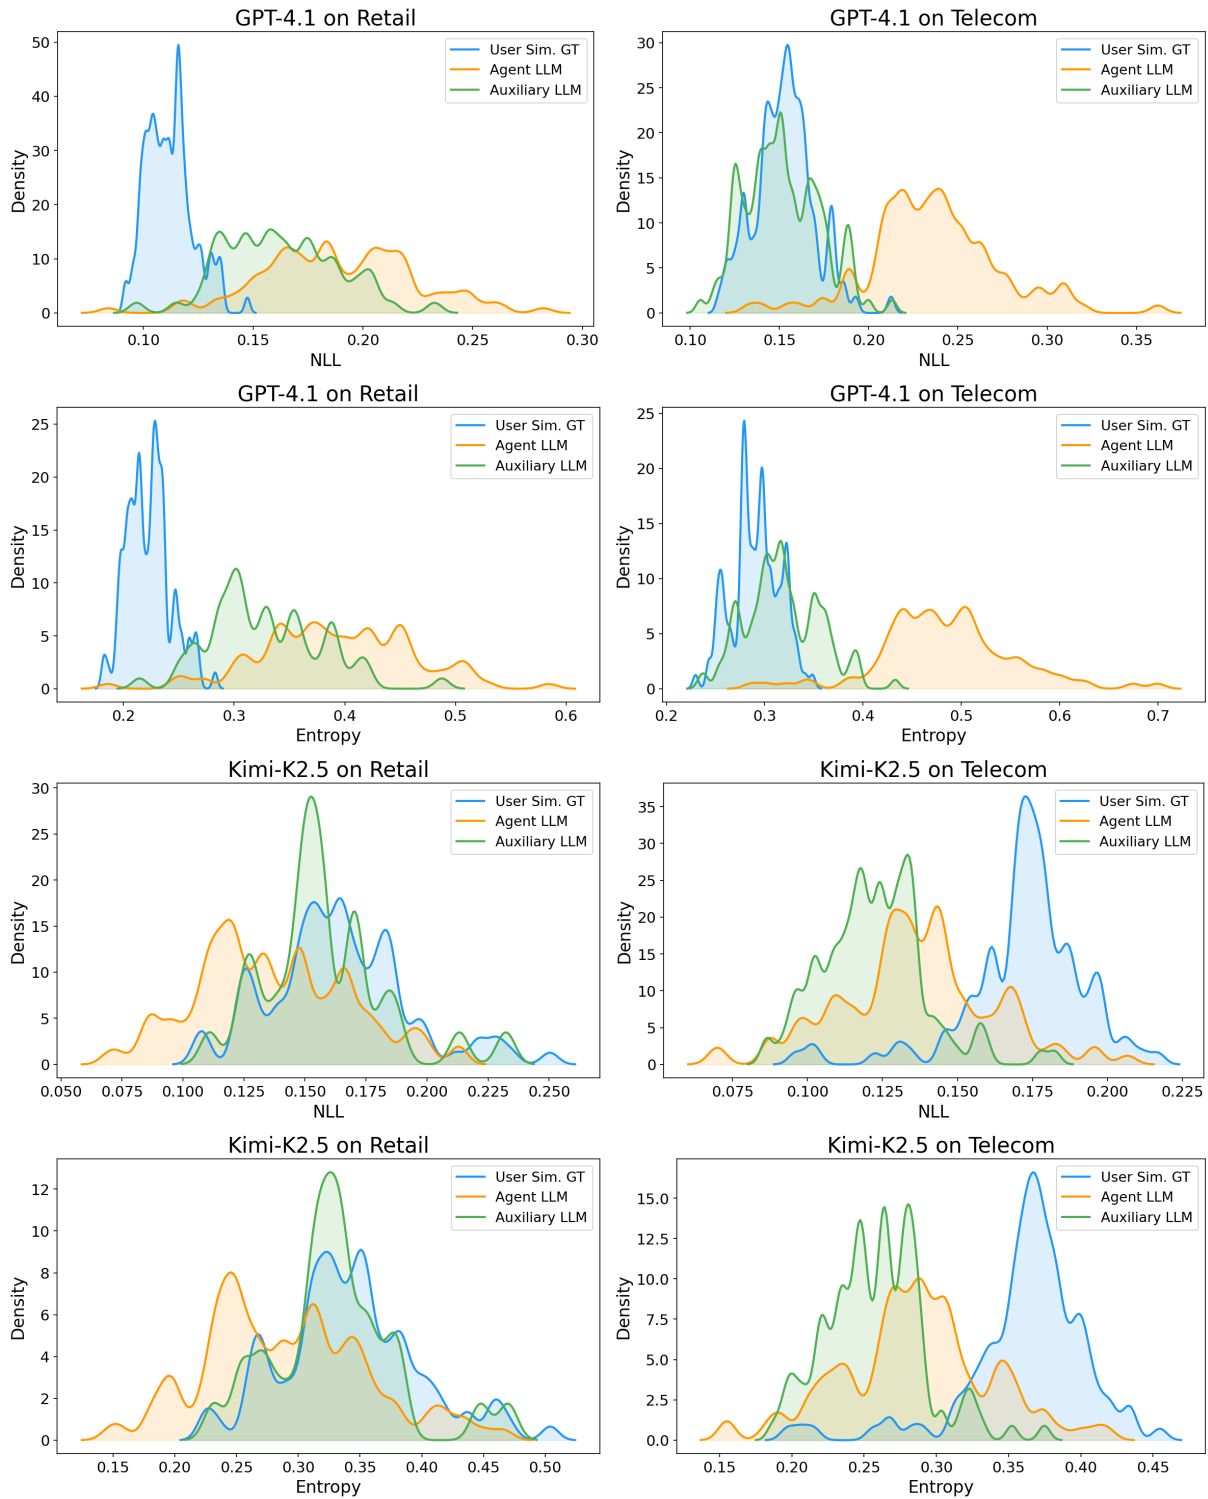 GPT-4.1 on Retail
50
40
30
20
10
0
Density
0.10 0.15 0.20 0.25 0.30
NLL
User Sim. GT
Agent LLM
Auxiliary LLM
GPT-4.1 on Telecom
30
25
20
15
10
5
0
Density
0.10 0.15 0.20 0.25 0.30 0.35
NLL
User Sim. GT
Agent LLM
Auxiliary LLM
GPT-4.1 on Retail
25
20
15
10
5
0
Density
0.2 0.3 0.4 0.5 0.6
Entropy
User Sim. GT
Agent LLM
Auxiliary LLM
GPT-4.1 on Telecom
25
20
15
10
5
0
Density
0.2 0.3 0.4 0.5 0.6 0.7
Entropy
User Sim. GT
Agent LLM
Auxiliary LLM
Kimi-K2.5 on Retail
30
25
20
15
10
5
0
Density
0.050 0.075 0.100 0.125 0.150 0.175 0.200 0.225 0.250
NLL
User Sim. GT
Agent LLM
Auxiliary LLM
Kimi-K2.5 on Telecom
35
30
25
20
15
10
5
0
Density
0.075 0.100 0.125 0.150 0.175 0.200 0.225
NLL
User Sim. GT
Agent LLM
Auxiliary LLM
Kimi-K2.5 on Retail
12
10
8
6
4
2
0
Density
0.15 0.20 0.25 0.30 0.35 0.40 0.45 0.50
Entropy
User Sim. GT
Agent LLM
Auxiliary LLM
Kimi-K2.5 on Telecom
15.0
12.5
10.0
7.5
5.0
2.5
0.0
Density
0.15 0.20 0.25 0.30 0.35 0.40 0.45
Entropy
User Sim. GT
Agent LLM
Auxiliary LLM